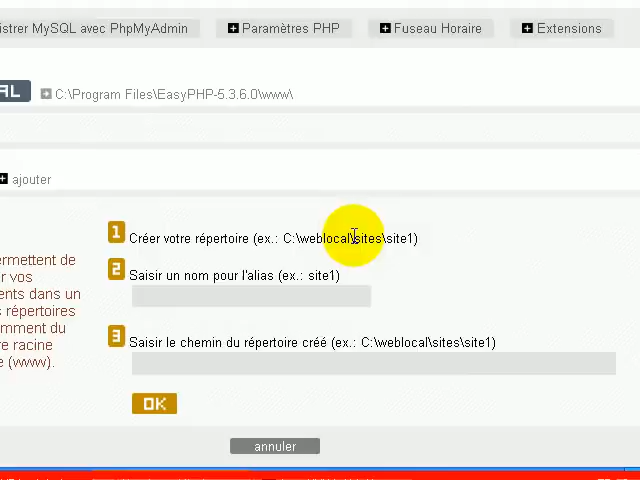 istrer MySQL avec PhpMyAdmin Paramètres PHP Fuseau Horaire Extensions
AL C:\Program Files\EasyPHP-5.3.6.0\www\
ajouter
1 Créer votre répertoire (ex.: C:\weblocal\sites\site1)
ermettent de
r vos
ents dans un
s répertoires
mment du
re racine
e (www).
2 Saisir un nom pour l'alias (ex.: site1)
3 Saisir le chemin du répertoire créé (ex.: C:\weblocal\sites\site1)
OK
annuler